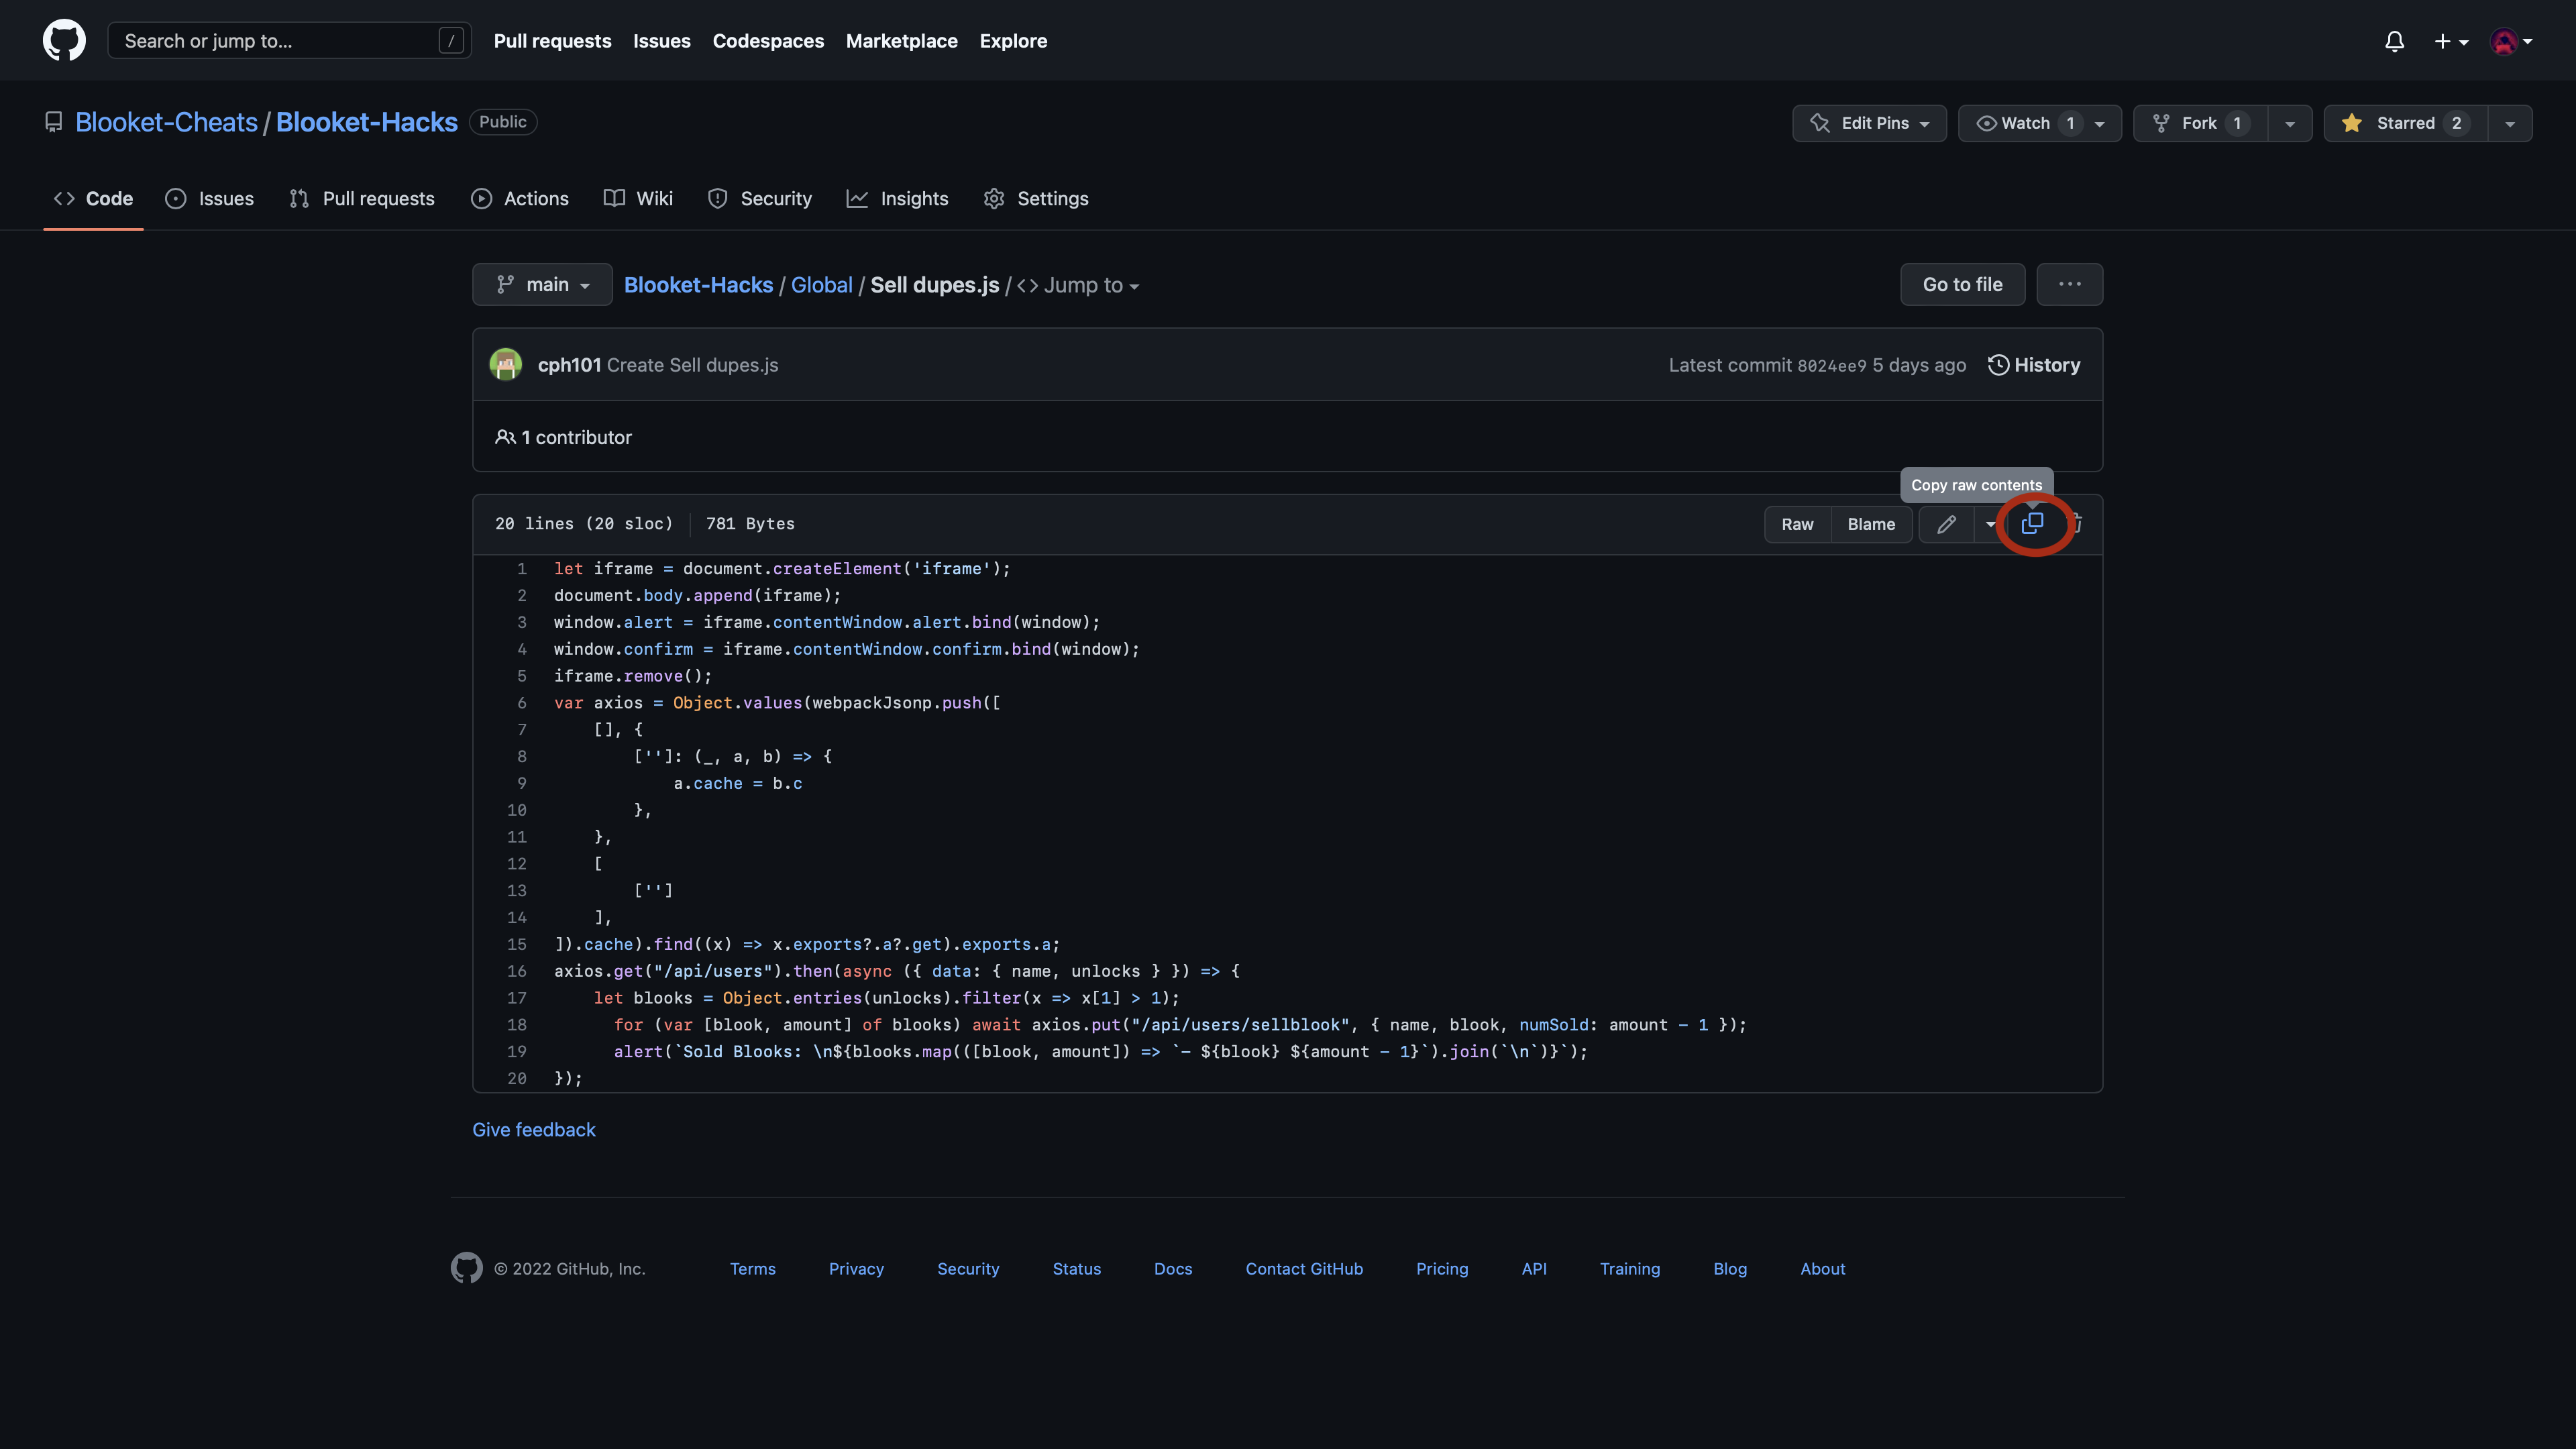 Search or jump to... /
Pull requests Issues Codespaces Marketplace Explore
Blooket-Cheats / Blooket-Hacks Public
Edit Pins Watch 1 Fork 1 Starred 2
Code Issues Pull requests Actions Wiki Security Insights Settings
main Blooket-Hacks / Global / Sell dupes.js / <> Jump to
Go to file ...
cph101 Create Sell dupes.js
Latest commit 8024ee9 5 days ago History
1 contributor
Copy raw contents
20 lines (20 sloc) 781 Bytes
Raw Blame
1 let iframe = document.createElement('iframe');
2 document.body.append(iframe);
3 window.alert = iframe.contentWindow.alert.bind(window);
4 window.confirm = iframe.contentWindow.confirm.bind(window);
5 iframe.remove();
6 var axios = Object.values(webpackJsonp.push([
7     [], {
8         ['']: (_, a, b) => {
9             a.cache = b.c
10         },
11     },
12     [
13         ['']
14     ],
15 ]).cache).find((x) => x.exports?.a?.get).exports.a;
16 axios.get("/api/users").then(async ({ data: { name, unlocks } }) => {
17     let blooks = Object.entries(unlocks).filter(x => x[1] > 1);
18       for (var [blook, amount] of blooks) await axios.put("/api/users/sellblook", { name, blook, numSold: amount - 1 });
19       alert(`Sold Blooks: \n${blooks.map(([blook, amount]) => `- ${blook} ${amount - 1}`).join(`\n`)}`);
20 });
Give feedback
© 2022 GitHub, Inc. Terms Privacy Security Status Docs Contact GitHub Pricing API Training Blog About